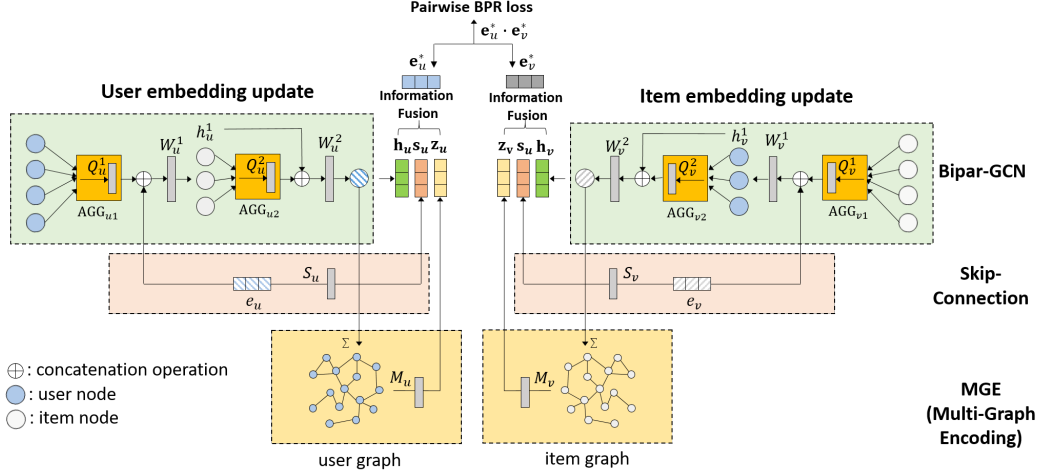 Pairwise BPR loss
e*u · e*v
e*u
e*v
User embedding update
Information
Fusion
Information
Fusion
Item embedding update
h1u
W1u
Q1u
AGGu1
Q2u
AGGu2
W2u
hu su zu
zv su hv
W2v
h1v
Q2v
AGGv2
W1v
Q1v
AGGv1
Bipar-GCN
eu
Su
Sv
ev
Skip-
Connection
Σ
Mu
Σ
Mv
⊕: concatenation operation
: user node
: item node
MGE
(Multi-Graph
Encoding)
user graph
item graph